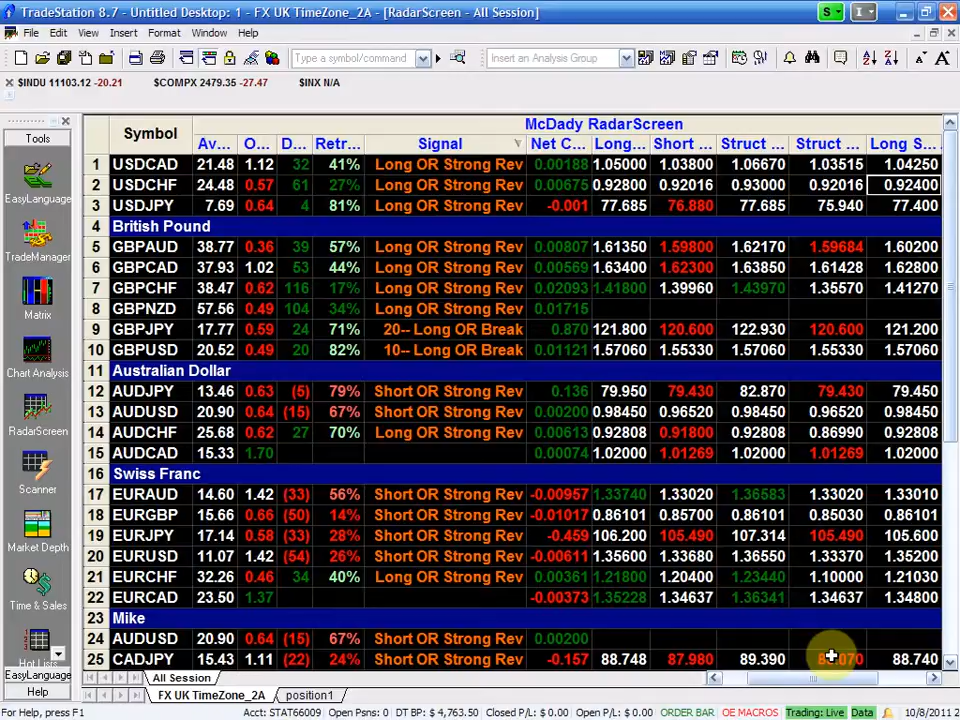 TradeStation 8.7 - Untitled Desktop: 1 - FX UK TimeZone_2A - [RadarScreen - All Session]
S
I
File Edit View Insert Format Window Help
Type a symbol/command
Insert an Analysis Group
$INDU 11103.12 -20.21 $COMPX 2479.35 -27.47 $INX N/A
Tools
EasyLanguage
TradeManager
Matrix
Chart Analysis
RadarScreen
Scanner
Market Depth
Time & Sales
Hot Lists
EasyLanguage
Help
McDady RadarScreen
Symbol Av... O... D... Retr... Signal Net C... Long... Short ... Struct ... Struct ... Long S...
1 USDCAD 21.48 1.12 32 41% Long OR Strong Rev 0.00188 1.05000 1.03800 1.06670 1.03515 1.04250
2 USDCHF 24.48 0.57 61 27% Long OR Strong Rev 0.00675 0.92800 0.92016 0.93000 0.92016 0.92400
3 USDJPY 7.69 0.64 4 81% Long OR Strong Rev -0.001 77.685 76.880 77.685 75.940 77.400
4 British Pound
5 GBPAUD 38.77 0.36 39 57% Long OR Strong Rev 0.00807 1.61350 1.59800 1.62170 1.59684 1.60200
6 GBPCAD 37.93 1.02 53 44% Long OR Strong Rev 0.00569 1.63400 1.62300 1.63850 1.61428 1.62800
7 GBPCHF 38.47 0.62 116 17% Long OR Strong Rev 0.02093 1.41800 1.39960 1.43970 1.35570 1.41270
8 GBPNZD 57.56 0.49 104 34% Long OR Strong Rev 0.01715
9 GBPJPY 17.77 0.59 24 71% 20-- Long OR Break 0.870 121.800 120.600 122.930 120.600 121.200
10 GBPUSD 20.52 0.49 20 82% 10-- Long OR Break 0.01121 1.57060 1.55330 1.57060 1.55330 1.57060
11 Australian Dollar
12 AUDJPY 13.46 0.63 (5) 79% Short OR Strong Rev 0.136 79.950 79.430 82.870 79.430 79.450
13 AUDUSD 20.90 0.64 (15) 67% Short OR Strong Rev 0.00200 0.98450 0.96520 0.98450 0.96520 0.98450
14 AUDCHF 25.68 0.62 27 70% Long OR Strong Rev 0.00613 0.92808 0.91800 0.92808 0.86990 0.92808
15 AUDCAD 15.33 1.70 0.00074 1.02000 1.01269 1.02000 1.01269 1.02000
16 Swiss Franc
17 EURAUD 14.60 1.42 (33) 56% Short OR Strong Rev -0.00957 1.33740 1.33020 1.36583 1.33020 1.33010
18 EURGBP 15.66 0.66 (50) 14% Short OR Strong Rev -0.01017 0.86101 0.85700 0.86101 0.85030 0.86101
19 EURJPY 17.14 0.58 (33) 28% Short OR Strong Rev -0.459 106.200 105.490 107.314 105.490 105.600
20 EURUSD 11.07 1.42 (54) 26% Short OR Strong Rev -0.00611 1.35600 1.33680 1.36550 1.33370 1.35200
21 EURCHF 32.26 0.46 34 40% Long OR Strong Rev 0.00361 1.21800 1.20400 1.23440 1.10000 1.21030
22 EURCAD 23.50 1.37 -0.00373 1.35228 1.34637 1.36341 1.34637 1.34800
23 Mike
24 AUDUSD 20.90 0.64 (15) 67% Short OR Strong Rev 0.00200
25 CADJPY 15.43 1.11 (22) 24% Short OR Strong Rev -0.157 88.748 87.980 89.390 88.740
All Session
FX UK TimeZone_2A position1
For Help, press F1 Acct: STAT66009 Open Psns: 0 DT BP: $ 4,763.50 Closed P/L: $ 0.00 Open P/L: $ 0.00 ORDER BAR OE MACROS Trading: Live Data 10/8/2011